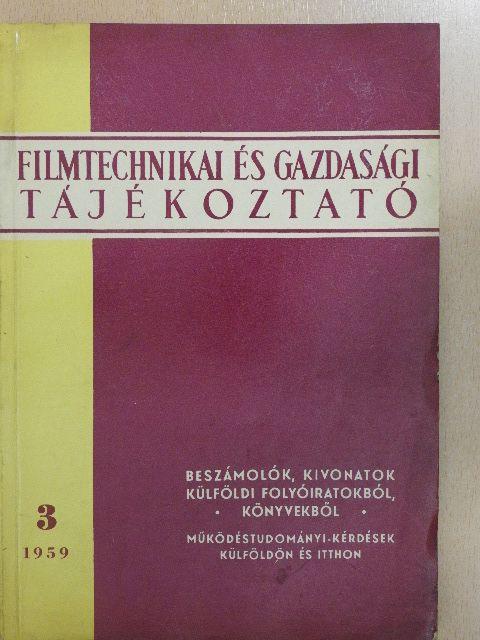 FILMTECHNIKAI ÉS GAZDASÁGI
TÁJÉKOZTATÓ
BESZÁMOLÓK, KIVONATOK
KÜLFÖLDI FOLYÓIRATOKBÓL,
• KÖNYVEKBŐL •
MŰKÖDÉSTUDOMÁNYI-KÉRDÉSEK
KÜLFÖLDÖN ÉS ITTHON
3
1959